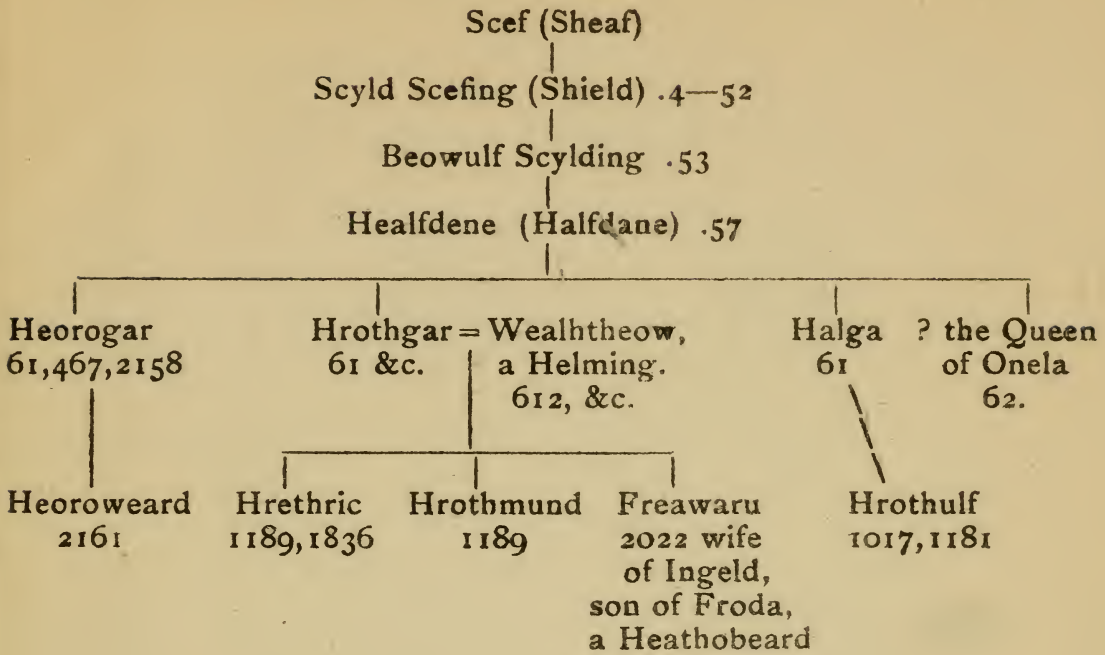 Scef (Sheaf)
Scyld Scefing (Shield) .4—52
Beowulf Scylding .53
Healfdene (Halfdane) .57
Heorogar
61,467,2158
Hrothgar = Wealhtheow,
61 &c. a Helming.
612, &c.
Halga
61
? the Queen
of Onela
62.
Heoroweard
2161
Hrethric
1189,1836
Hrothmund
1189
Freawaru
2022 wife
of Ingeld,
son of Froda,
a Heathobeard
Hrothulf
1017,1181